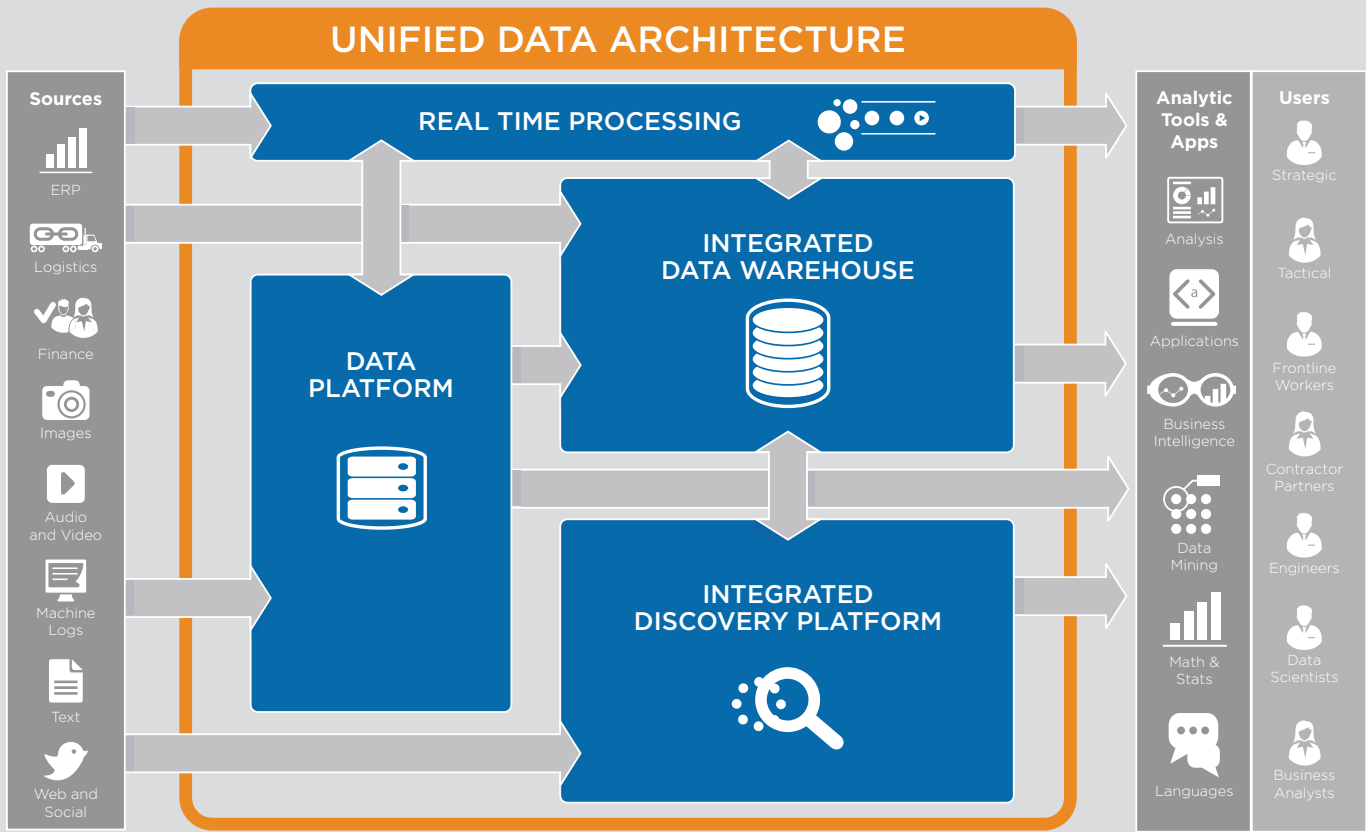 UNIFIED DATA ARCHITECTURE
Sources
ERP
Logistics
Finance
Images
Audio
and Video
Machine
Logs
Text
Web and
Social
REAL TIME PROCESSING
DATA
PLATFORM
INTEGRATED
DATA WAREHOUSE
INTEGRATED
DISCOVERY PLATFORM
Analytic
Tools &
Apps
Analysis
a
Applications
Business
Intelligence
Data
Mining
Math &
Stats
Languages
Users
Strategic
Tactical
Frontline
Workers
Contractor
Partners
Engineers
Data
Scientists
Business
Analysts